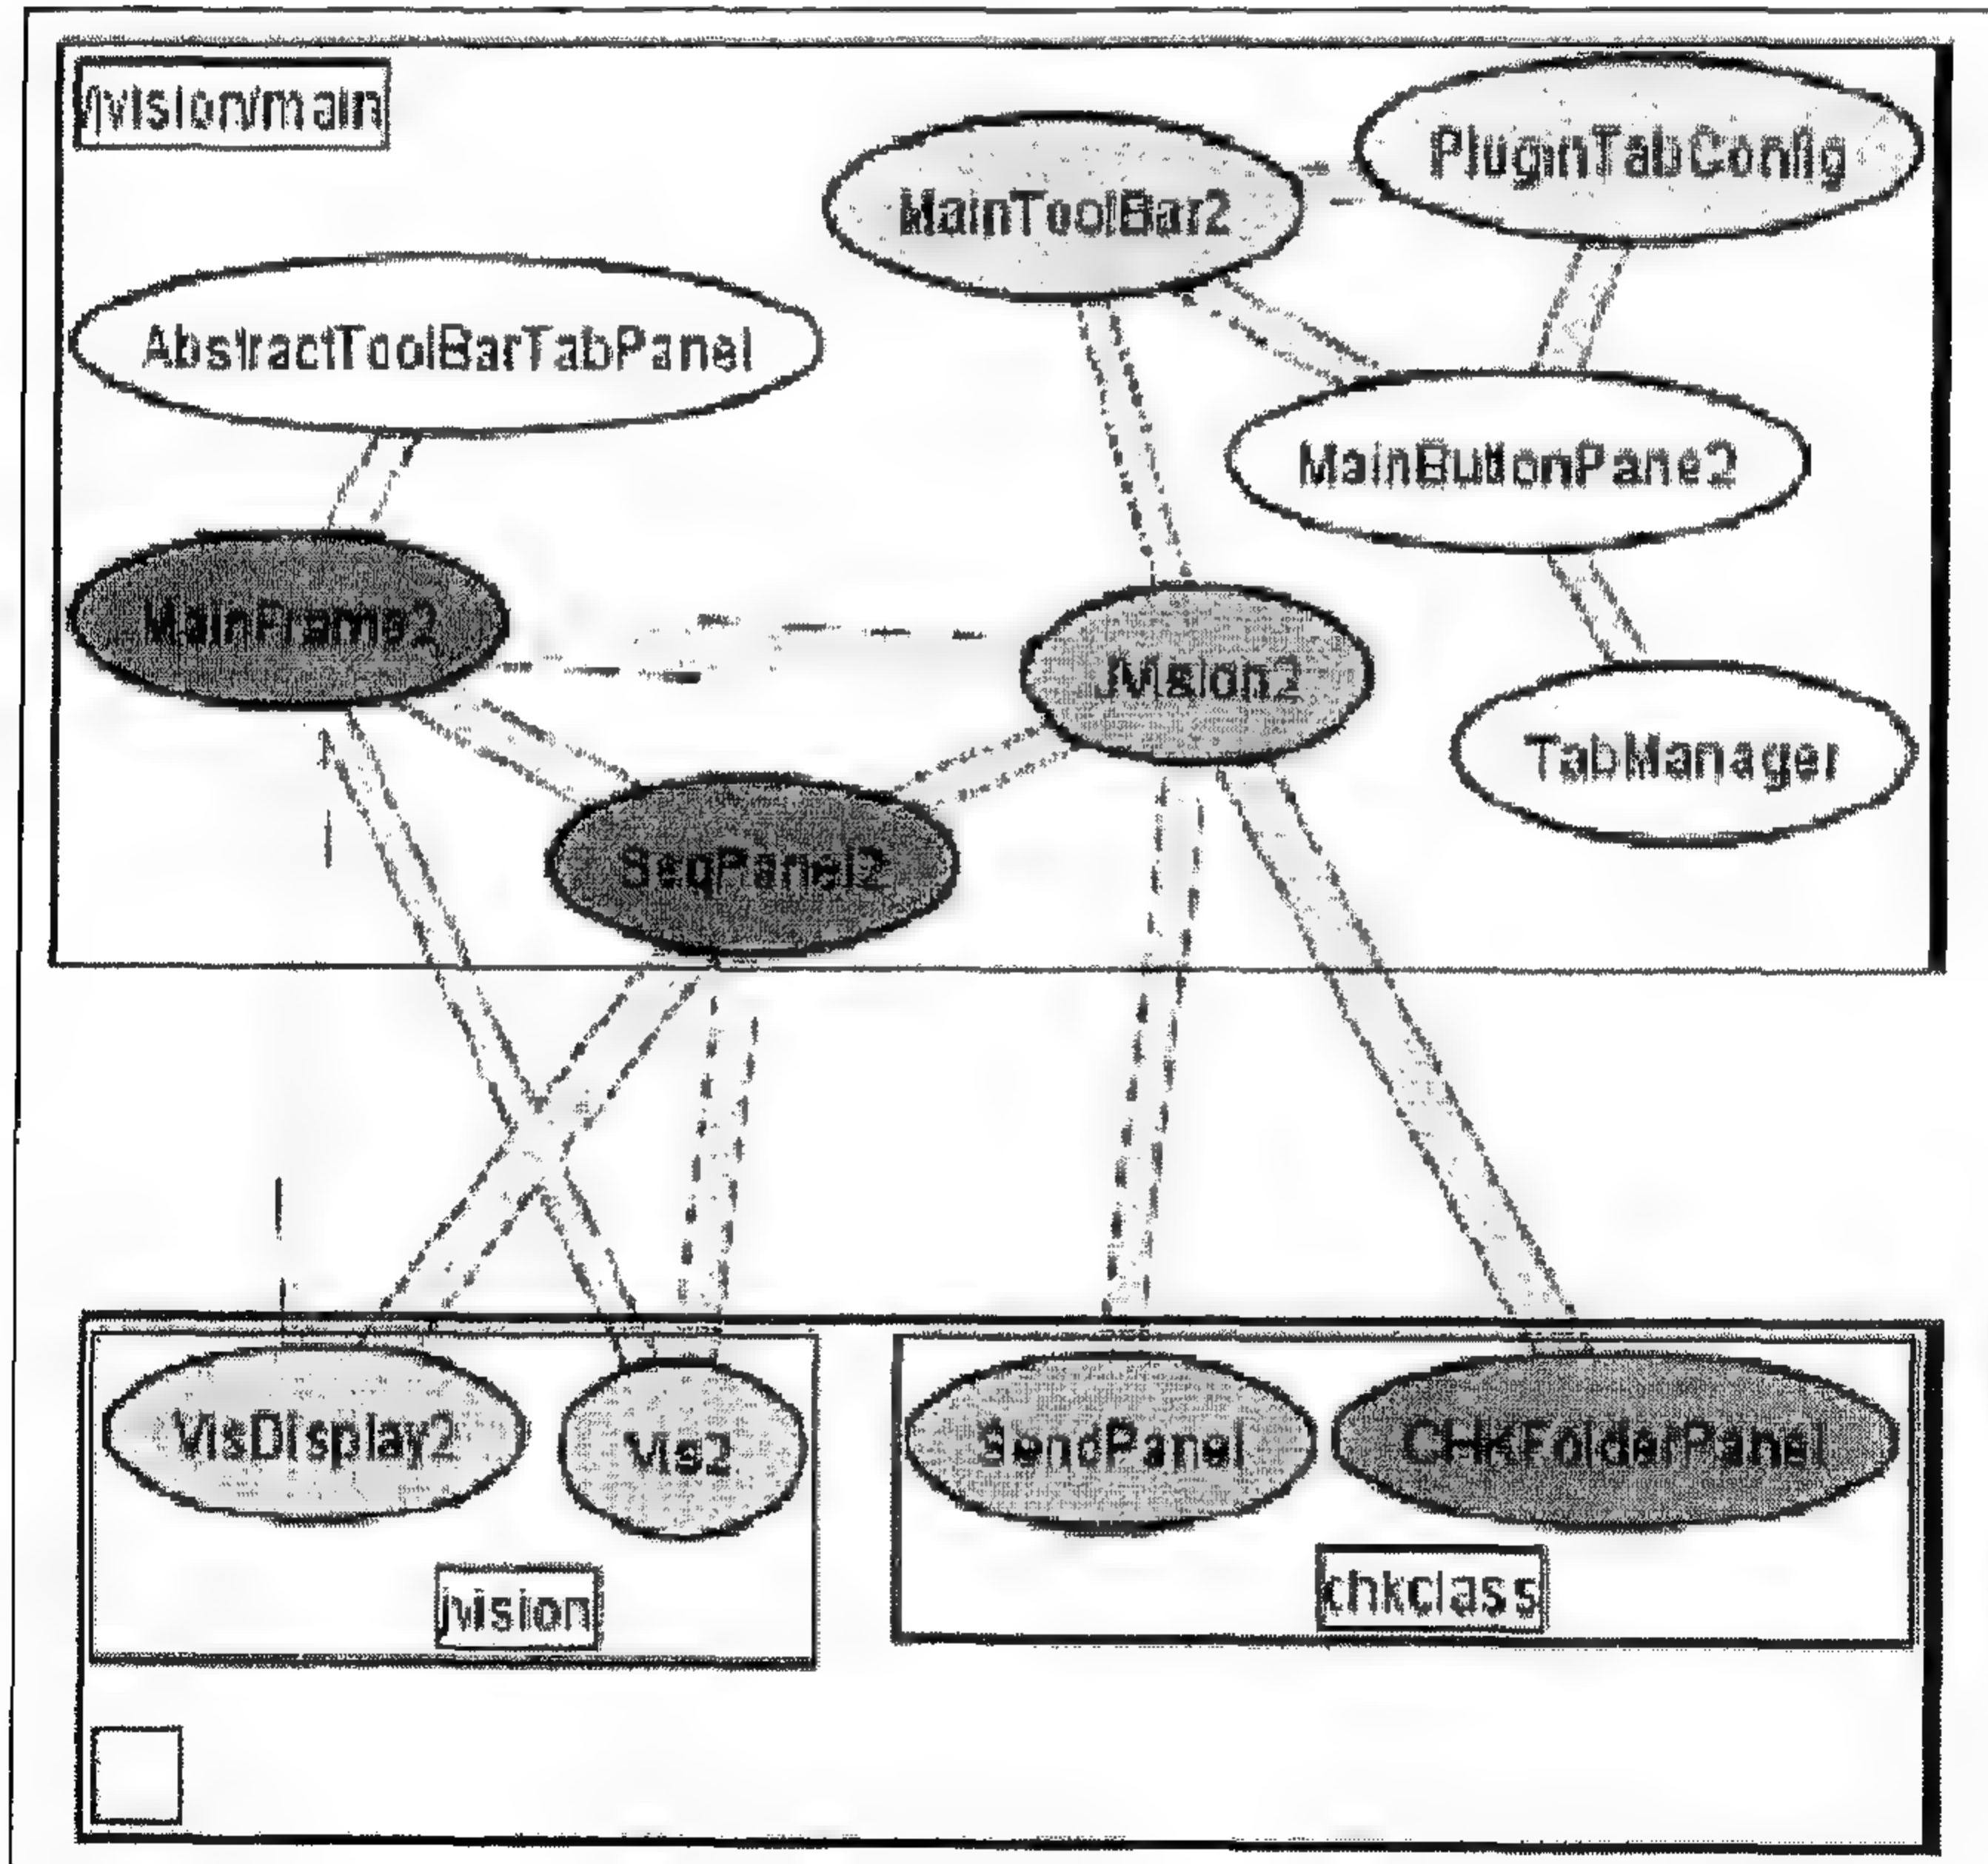 /jvision/main
PluginTabConfig
MainToolBar2
AbstractToolBarTabPanel
MainButtonPane2
MainFrame2
JVision2
TabManager
SeqPanel2
VisDisplay2
Vis2
SendPanel
CHKFolderPanel
jvision
chkclass